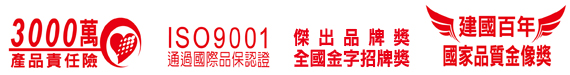 3000萬
產品責任險
ISO9001
通過國際品保認證
傑出品牌獎
全國金字招牌獎
建國百年
國家品質金像獎